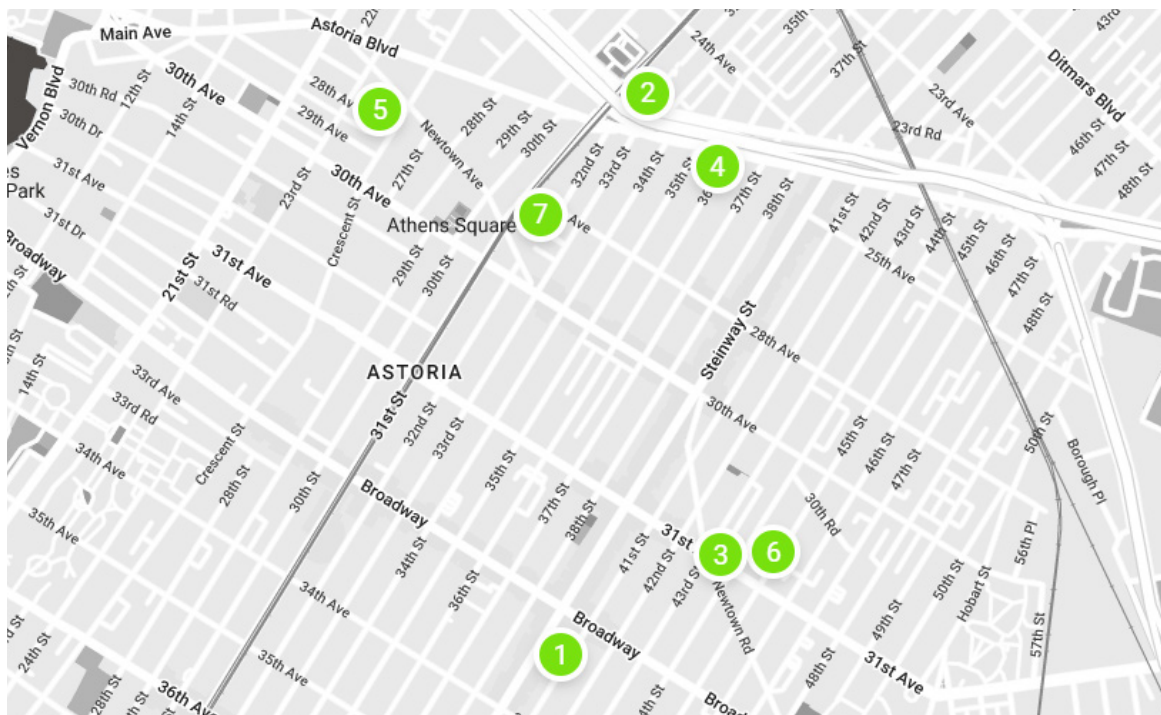 Main Ave
Astoria Blvd
35th St
43rd
24th Ave
37th St
Ditmars Blvd
30th Ave
12th St
14th St
30th Rd
30th Dr
Vernon Blvd
28th Av
5
29th Ave
2
23rd Ave
23rd Rd
28th St
29th St
30th St
Newtown Ave
46th St
47th St
48th St
31st Ave
es
Park
31st Dr
Broadway
27th St
23rd St
30th Ave
Crescent St
32nd St
33rd St
34th St
35th
4
36
37th St
38th St
41st St
42nd St
43rd St
44th St
45th St
46th St
47th St
48th St
25th Ave
7
Ave
Athens Square
29th St
30th St
21st St
31st Ave
31st Rd
Steinway St
28th Ave
14th St
33rd Ave
33rd Rd
34th Ave
35th Ave
Crescent St
28th St
30th St
ASTORIA
31st St
32nd St
33rd St
Broadway
35th St
37th St
38th St
30th Ave
45th St
46th St
47th St
50th St
Borough Pl
30th Rd
34th St
36th St
34th Ave
35th Ave
41st St
42nd St
43rd S
31st
3
6
Newtown Rd
Broadway
1
56th Pl
50th St
Hobart St
49th St
48th St
31st Ave
57th St
24th St
28th St
36th Av